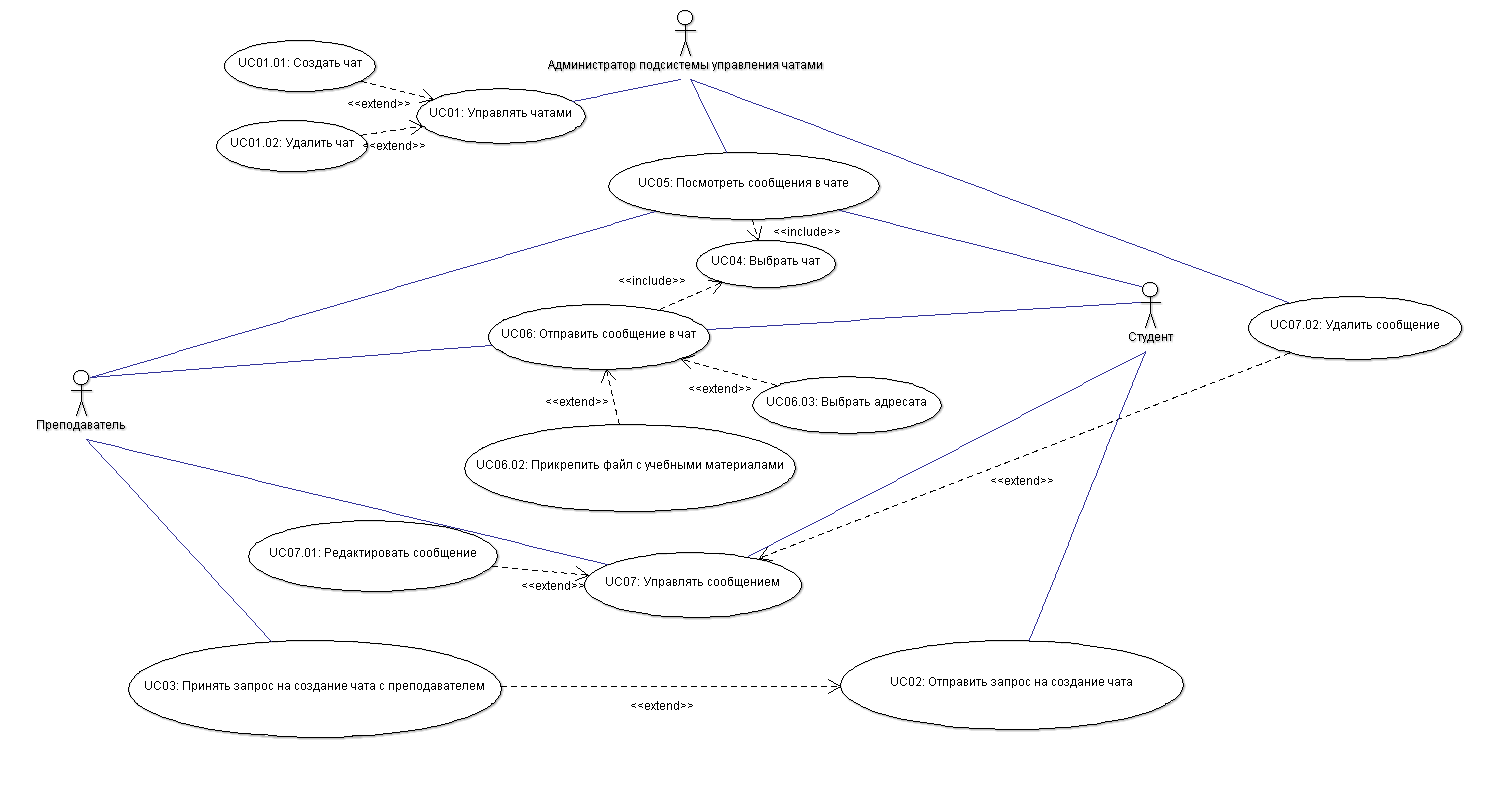 Администратор подсистемы управления чатами
UC01.01: Создать чат
<<extend>>
UC01: Управлять чатами
UC01.02: Удалить чат
<<extend>>
UC05: Посмотреть сообщения в чате
<<include>>
UC04: Выбрать чат
<<include>>
UC06: Отправить сообщение в чат
Студент
UC07.02: Удалить сообщение
<<extend>>
UC06.03: Выбрать адресата
<<extend>>
Преподаватель
UC06.02: Прикрепить файл с учебными материалами
<<extend>>
UC07.01: Редактировать сообщение
<<extend>>
UC07: Управлять сообщением
UC03: Принять запрос на создание чата с преподавателем
<<extend>>
UC02: Отправить запрос на создание чата